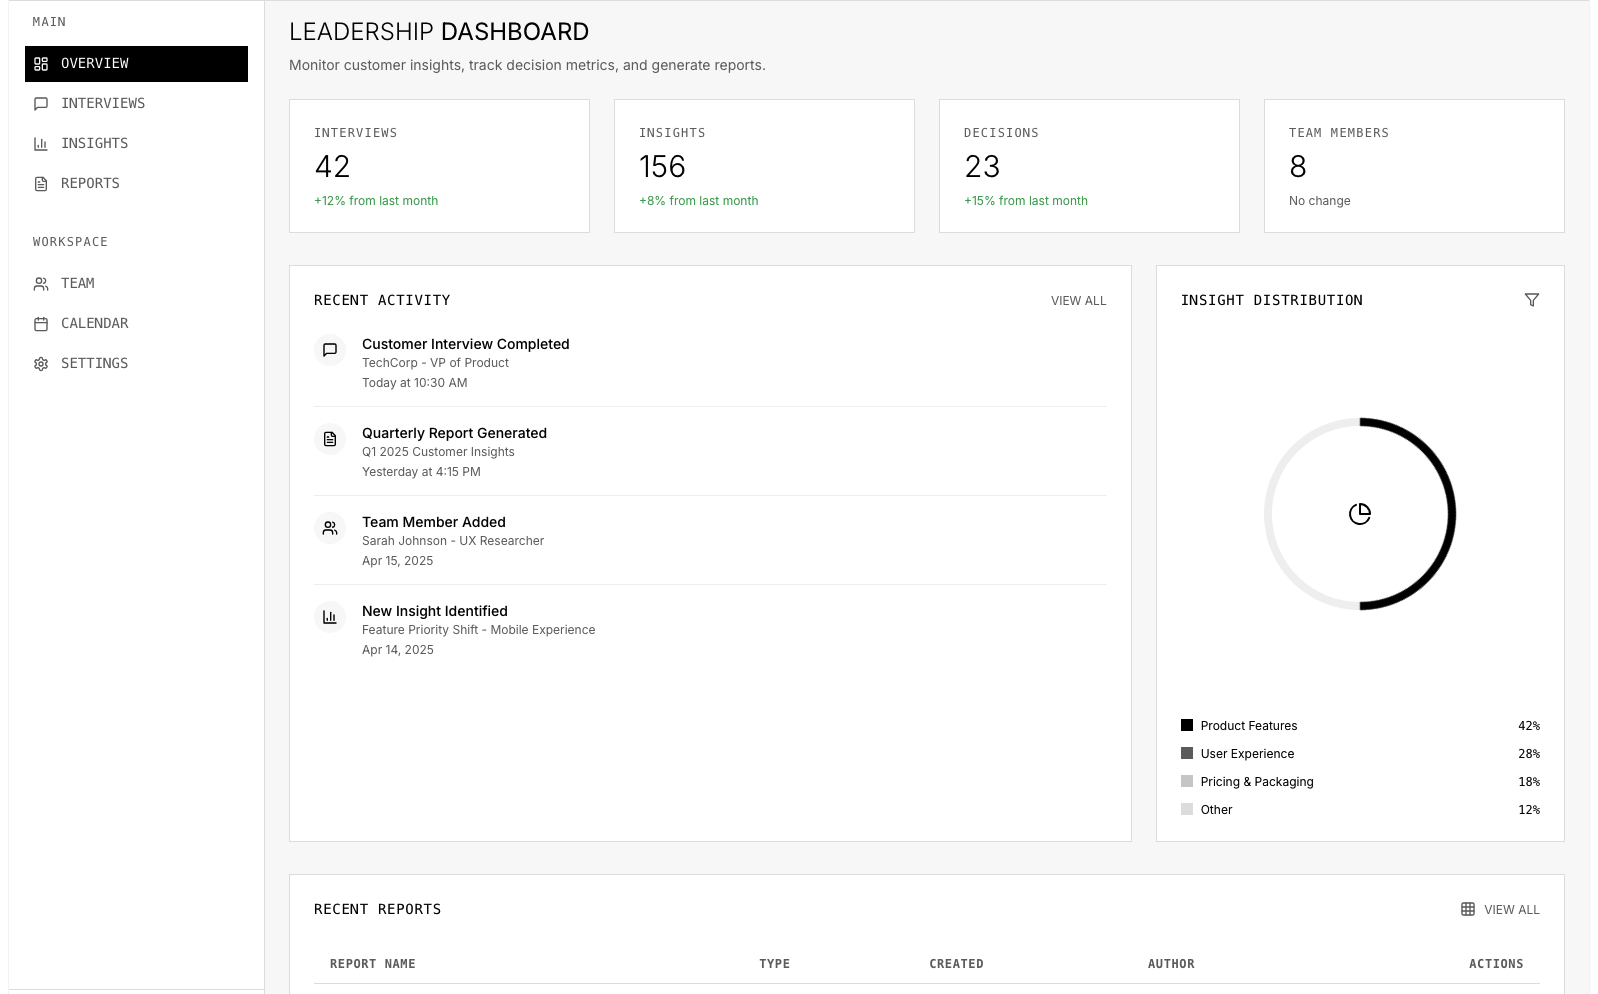 MAIN
OVERVIEW
INTERVIEWS
INSIGHTS
REPORTS
WORKSPACE
TEAM
CALENDAR
SETTINGS
LEADERSHIP DASHBOARD
Monitor customer insights, track decision metrics, and generate reports.
INTERVIEWS
42
+12% from last month
INSIGHTS
156
+8% from last month
DECISIONS
23
+15% from last month
TEAM MEMBERS
8
No change
RECENT ACTIVITY
VIEW ALL
Customer Interview Completed
TechCorp - VP of Product
Today at 10:30 AM
Quarterly Report Generated
Q1 2025 Customer Insights
Yesterday at 4:15 PM
Team Member Added
Sarah Johnson - UX Researcher
Apr 15, 2025
New Insight Identified
Feature Priority Shift - Mobile Experience
Apr 14, 2025
INSIGHT DISTRIBUTION
Product Features 42%
User Experience 28%
Pricing & Packaging 18%
Other 12%
RECENT REPORTS
VIEW ALL
REPORT NAME TYPE CREATED AUTHOR ACTIONS